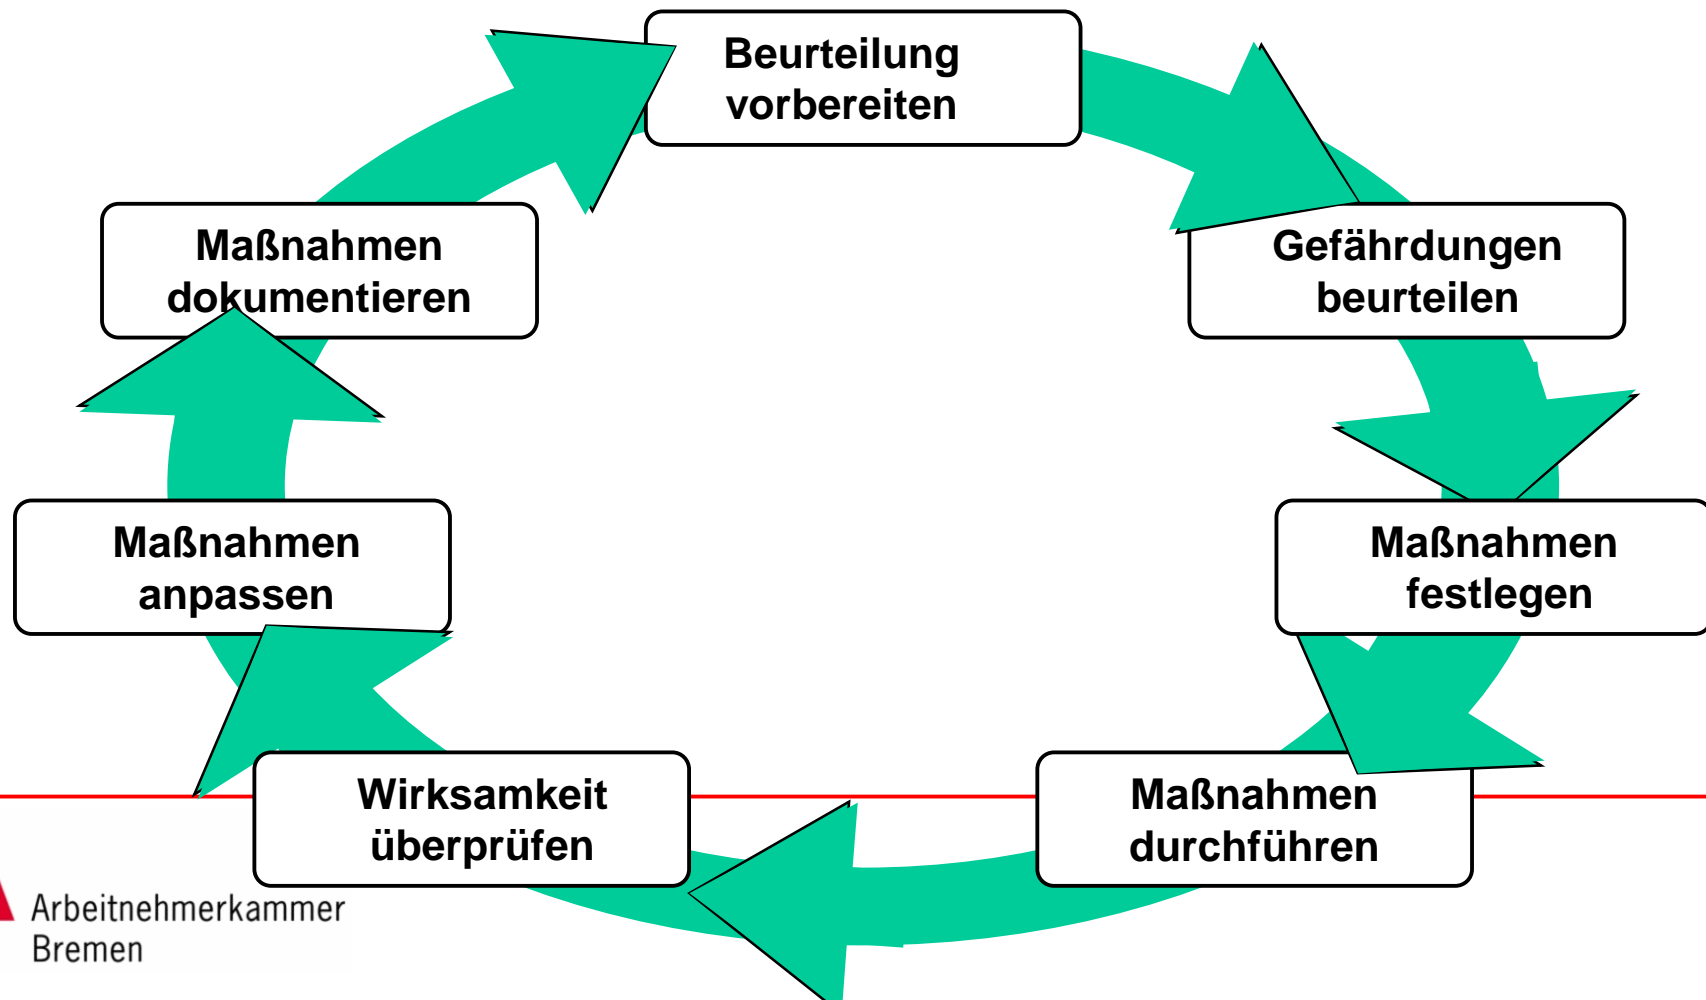 Beurteilung
vorbereiten
Gefährdungen
beurteilen
Maßnahmen
festlegen
Maßnahmen
durchführen
Wirksamkeit
überprüfen
Maßnahmen
anpassen
Maßnahmen
dokumentieren
Arbeitnehmerkammer
Bremen